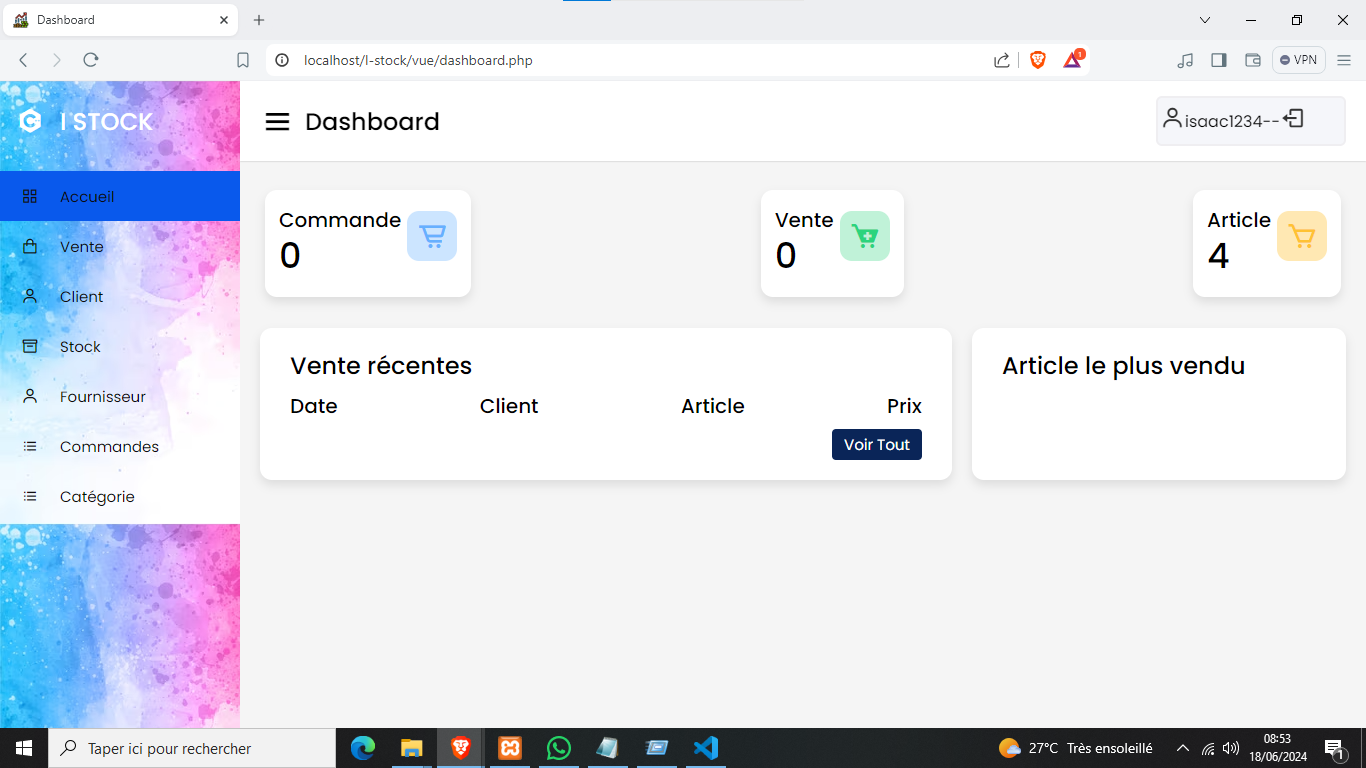 Dashboard
localhost/I-stock/vue/dashboard.php
1
VPN
I STOCK
Dashboard
isaac1234--
Accueil
Vente
Client
Stock
Fournisseur
Commandes
Catégorie
Commande
0
Vente
0
Article
4
Vente récentes
Date Client Article Prix
Voir Tout
Article le plus vendu
Taper ici pour rechercher
27°C Très ensoleillé
08:53
18/06/2024
1